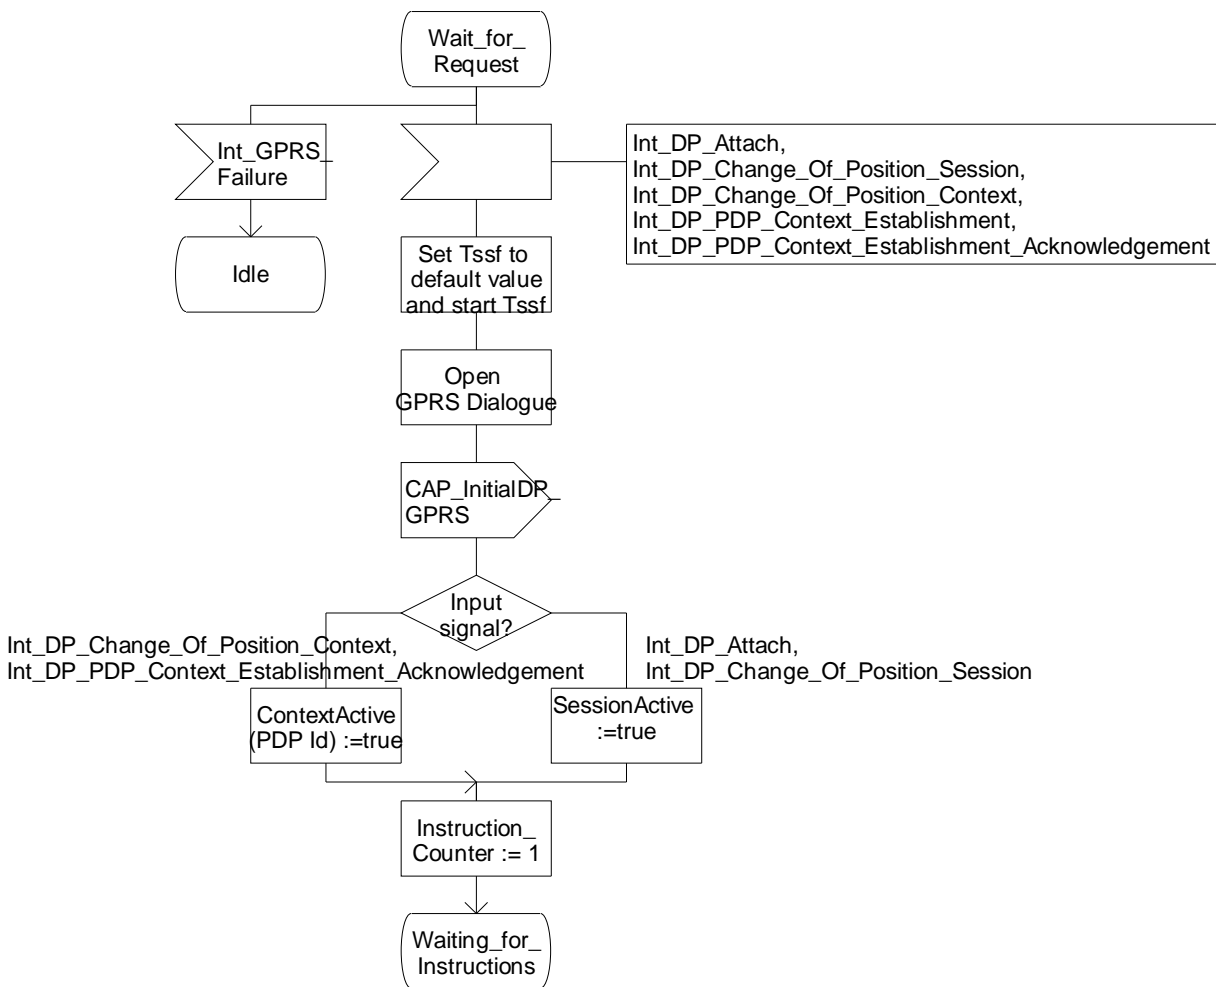 Wait_for_
Request
Int_GPRS_
Failure
Int_DP_Attach,
Int_DP_Change_Of_Position_Session,
Int_DP_Change_Of_Position_Context,
Int_DP_PDP_Context_Establishment,
Int_DP_PDP_Context_Establishment_Acknowledgement
Idle
Set Tssf to
default value
and start Tssf
Open
GPRS Dialogue
CAP_InitialDP_
GPRS
Input
signal?
Int_DP_Change_Of_Position_Context,
Int_DP_PDP_Context_Establishment_Acknowledgement
Int_DP_Attach,
Int_DP_Change_Of_Position_Session
ContextActive
(PDP Id) :=true
SessionActive
:=true
Instruction_
Counter := 1
Waiting_for_
Instructions